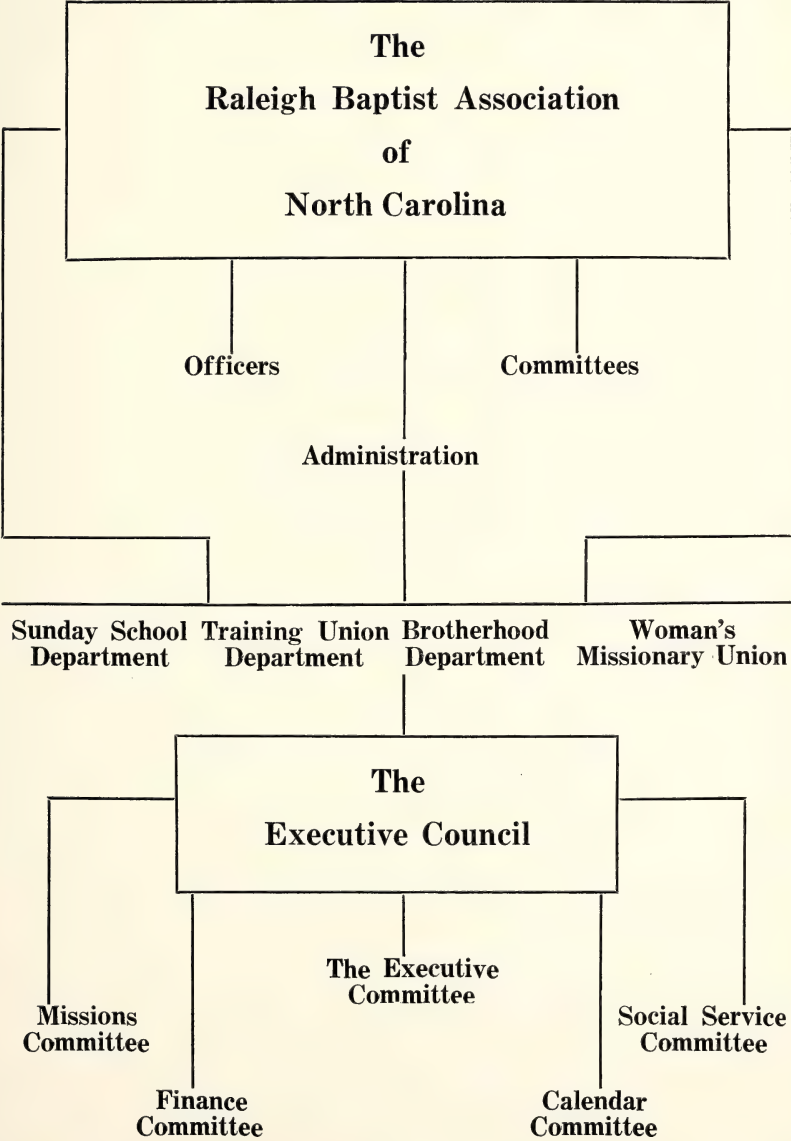 The
Raleigh Baptist Association
of
North Carolina
Officers
Committees
Administration
Sunday School
Department
Training Union
Department
Brotherhood
Department
Woman's
Missionary Union
The
Executive Council
The Executive
Committee
Missions
Committee
Social Service
Committee
Finance
Committee
Calendar
Committee